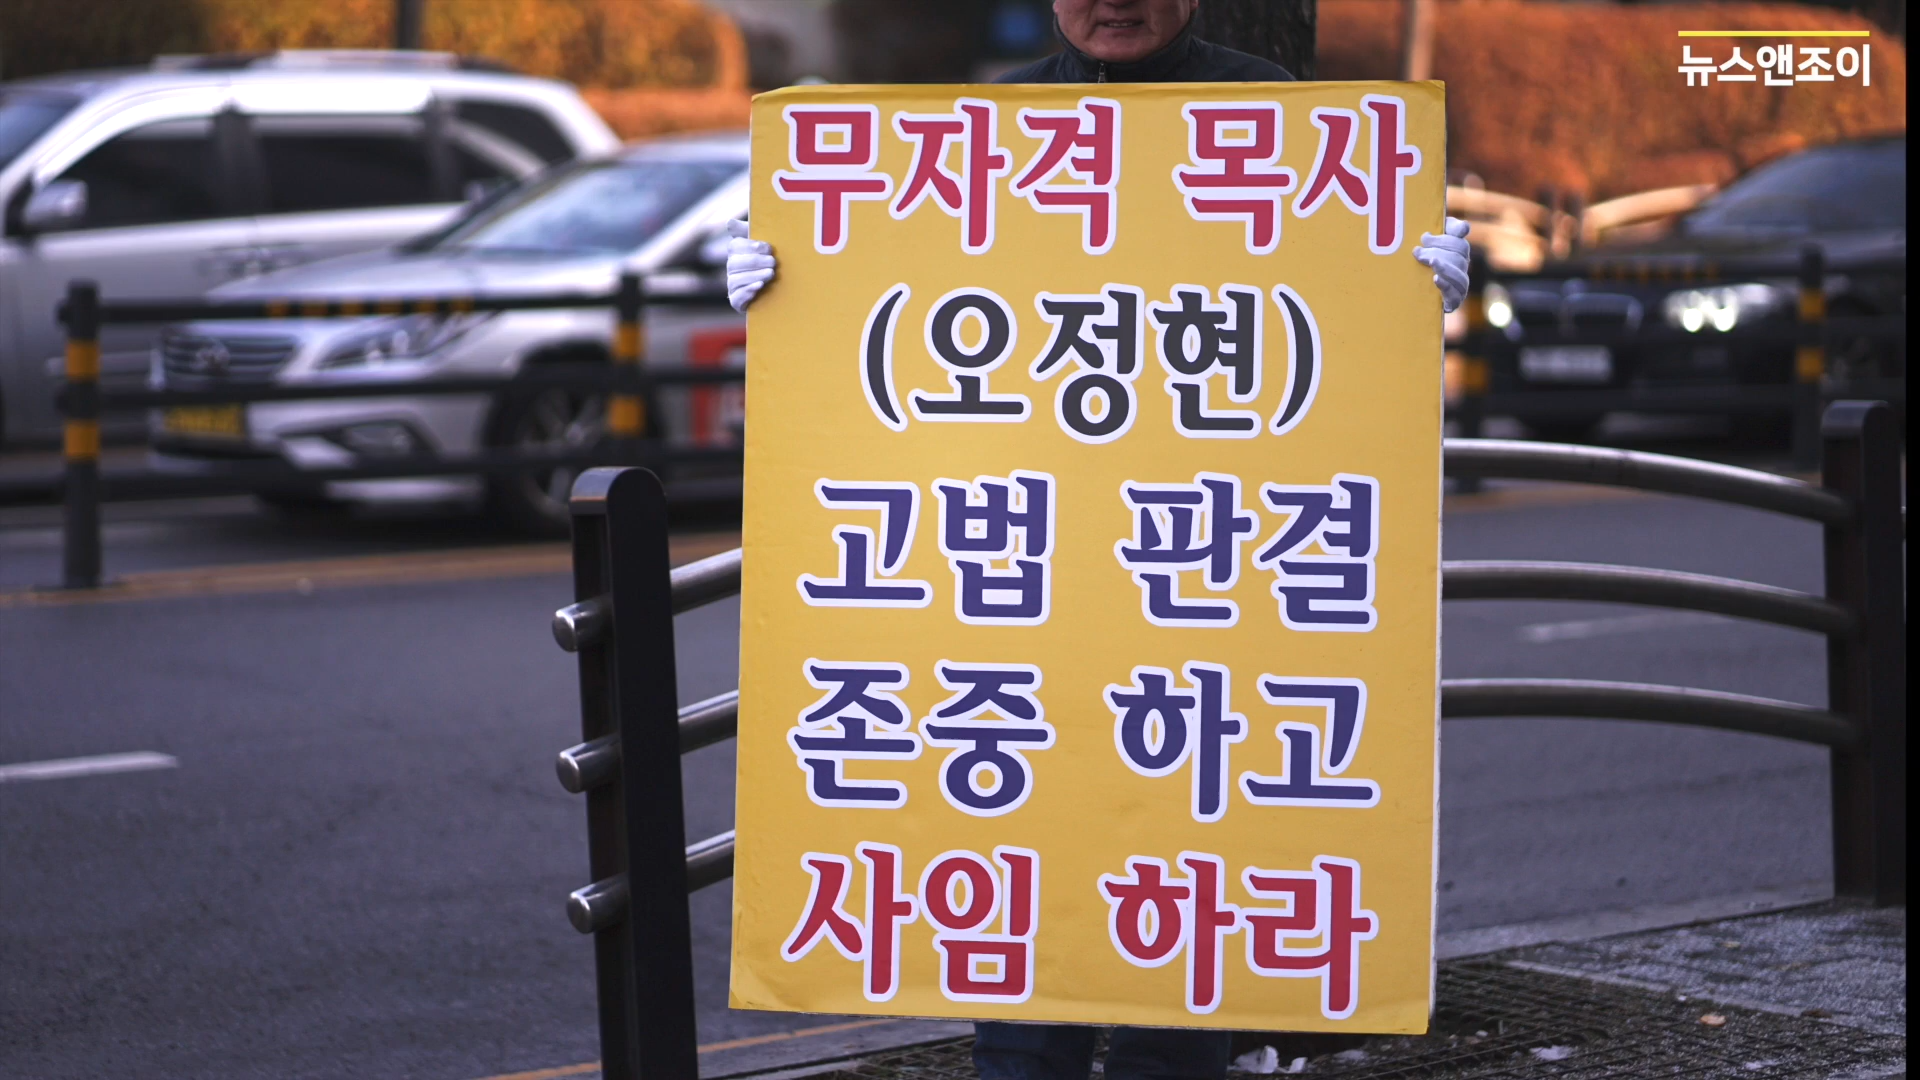 뉴스앤조이
무자격 목사
(오정현)
고법 판결
존중 하고
사임 하라